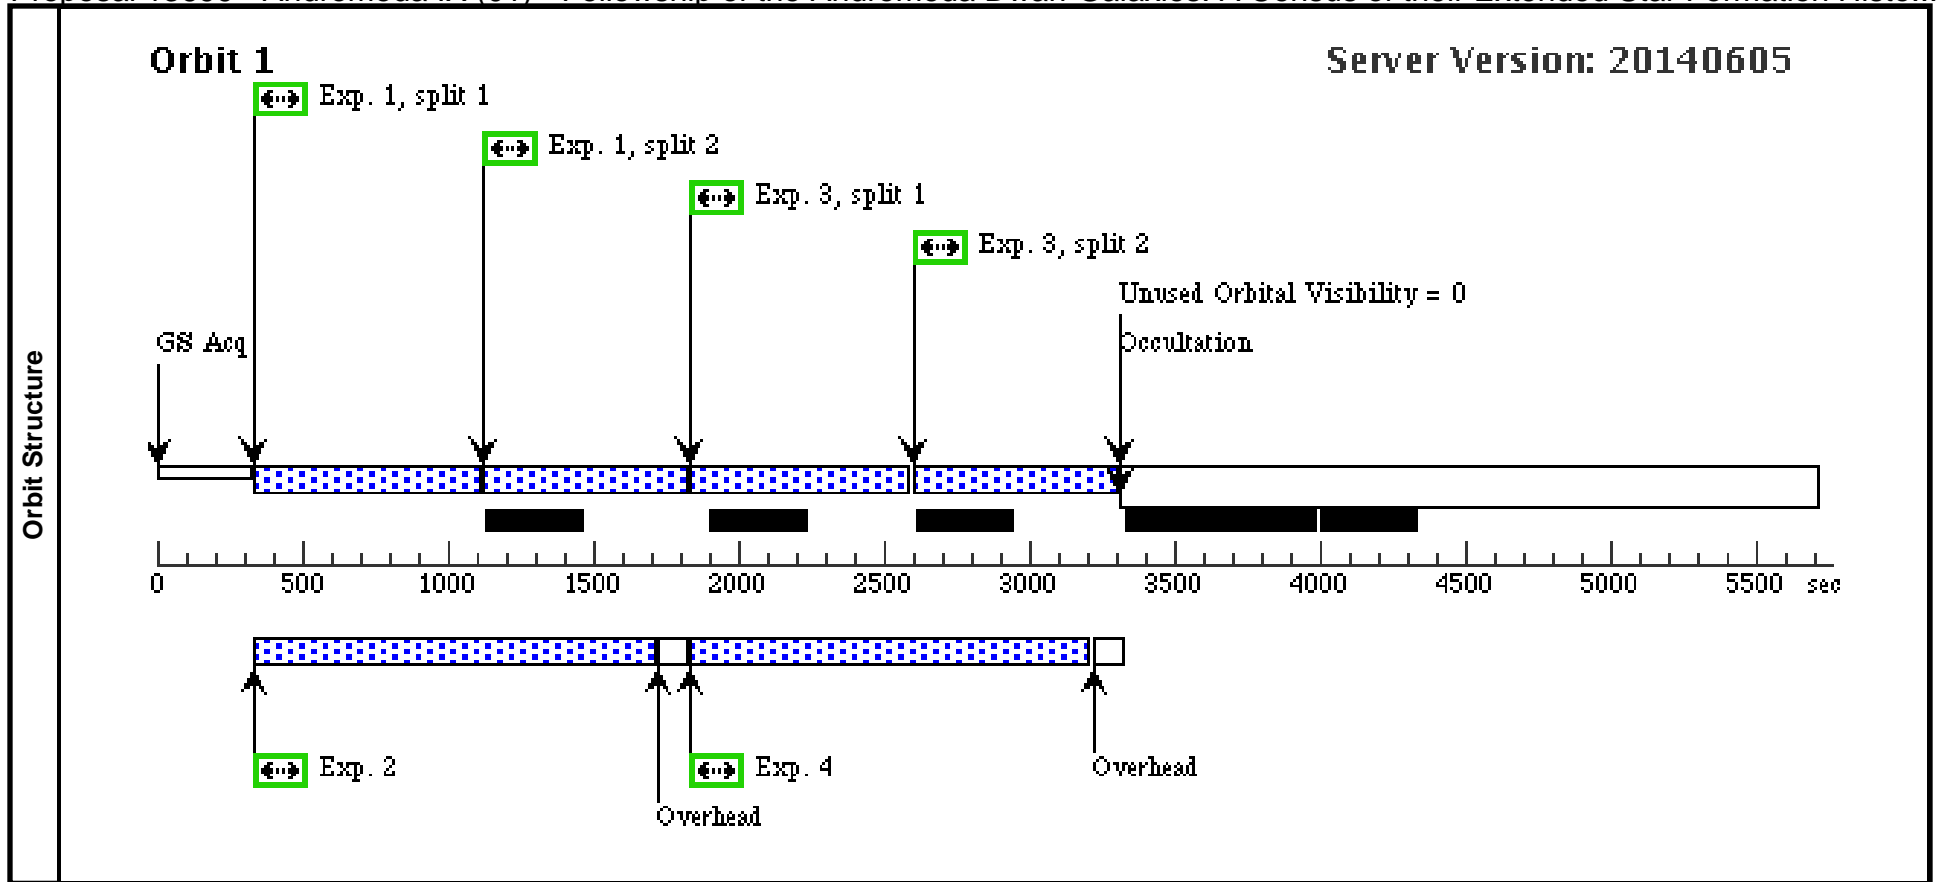 Orbit 1
Server Version: 20140605
Exp. 1, split 1
Exp. 1, split 2
Exp. 3, split 1
Exp. 3, split 2
Unused Orbital Visibility = 0
GS Acq
Occultation
Orbit Structure
0 500 1000 1500 2000 2500 3000 3500 4000 4500 5000 5500 sec
Exp. 2
Exp. 4
Overhead
Overhead